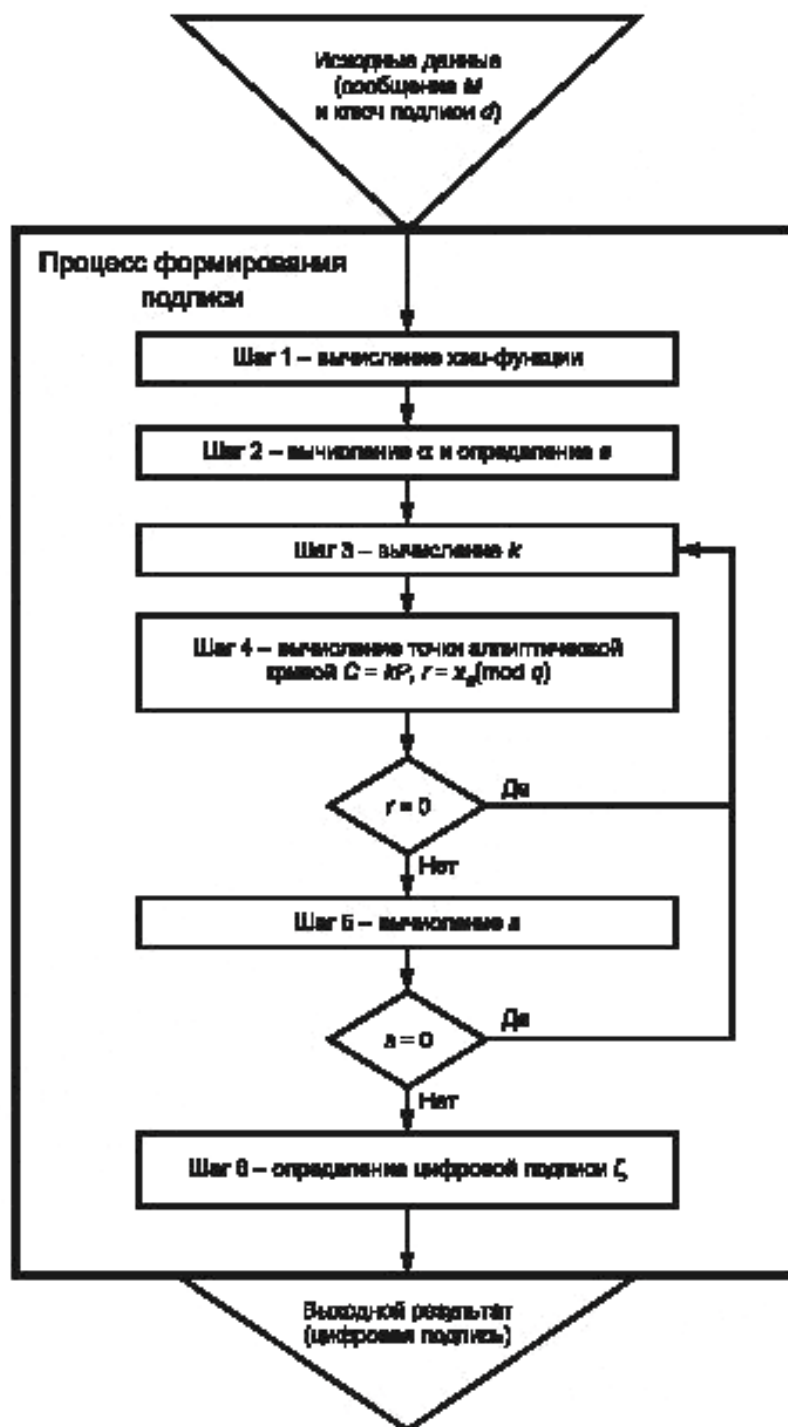 Исходные данные
(сообщение M
и ключ подписи d)
Процесс формирования
подписи
Шаг 1 – вычисление хэш-функции
Шаг 2 – вычисление α и определение e
Шаг 3 – вычисление k
Шаг 4 – вычисление точки эллиптической
кривой C = kP, r = x_c(mod q)
r = 0
Да
Нет
Шаг 5 – вычисление s
s = 0
Да
Нет
Шаг 6 – определение цифровой подписи ζ
Выходной результат
(цифровая подпись)